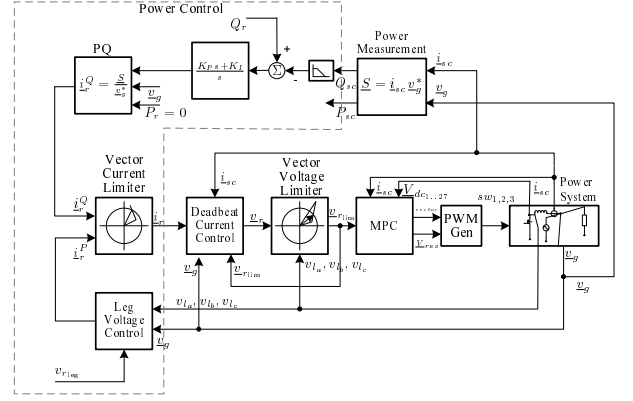 Power Control
Q_r
+
-
Power
Measurement
PQ
i_r^Q = S / v_g^*
K_P s+K_I / s
Σ
Q_sc
S = i_sc v_g^*
i_sc
v_g
v_g
P_r = 0
P_sc
Vector
Current
Limiter
i_sc
Vector
Voltage
Limiter
i_sc
V_dc1..27
i_sc
Power
System
sw_1,2,3
i_r^Q
i_r
Deadbeat
Current
Control
v_r
v_rlim
MPC
PWM
Gen
V_res
i_r^P
v_g
v_rlim
v_la, v_lb, v_lc
v_g
v_g
Leg
Voltage
Control
v_la, v_lb, v_lc
v_g
v_rleg